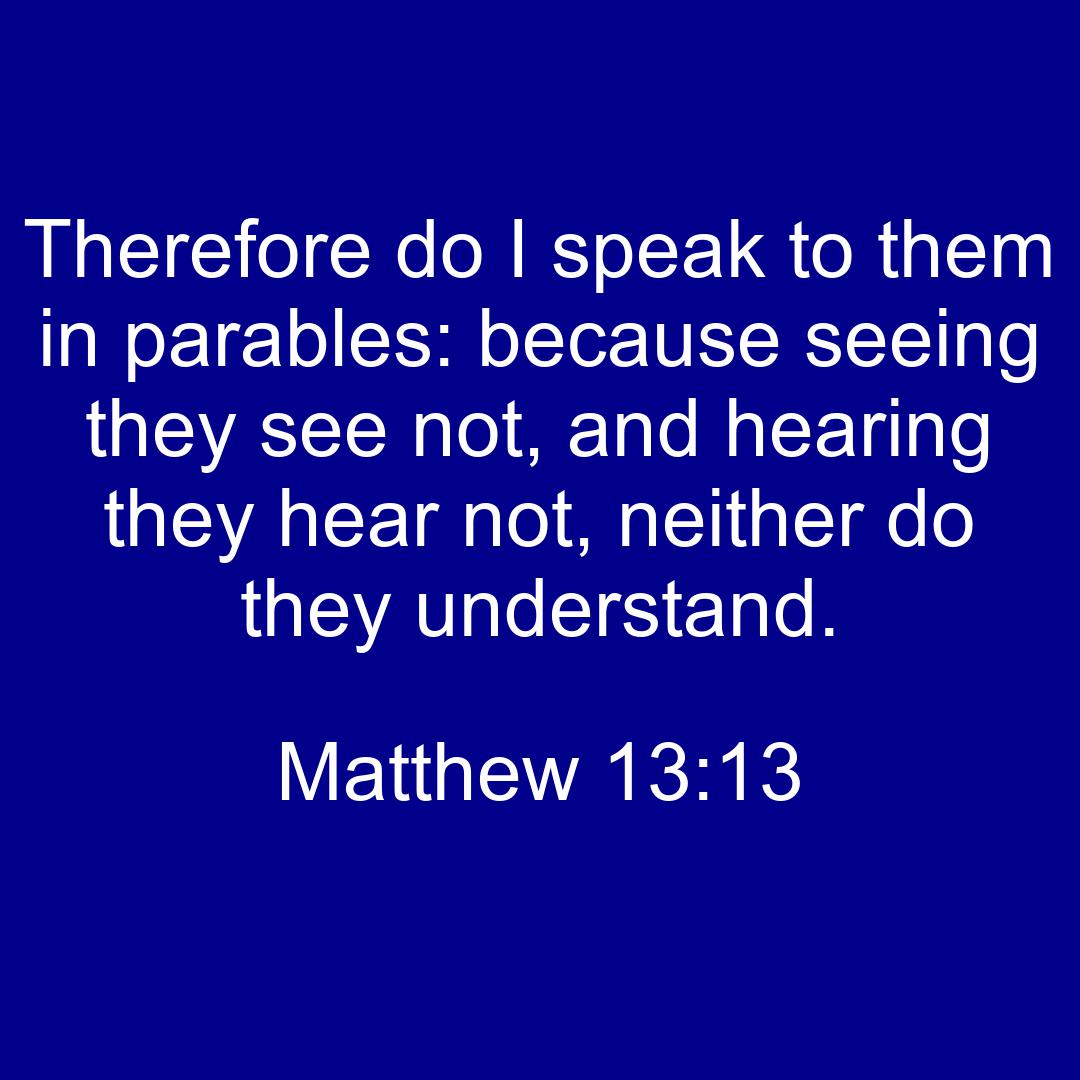 Therefore do I speak to them
in parables: because seeing
they see not, and hearing
they hear not, neither do
they understand.
Matthew 13:13